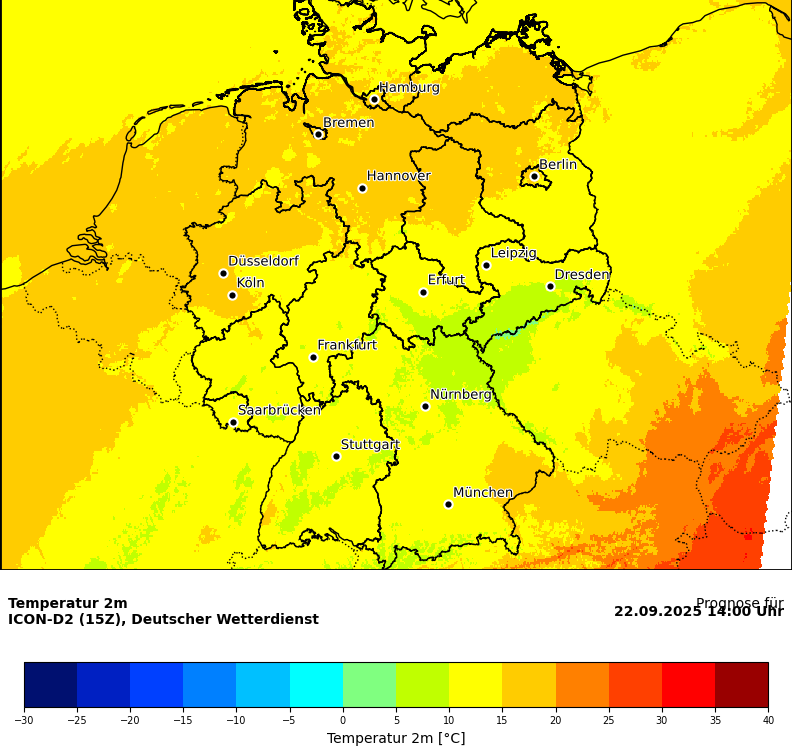 Hamburg
Bremen
Berlin
Hannover
Leipzig
Düsseldorf
Dresden
Köln
Erfurt
Frankfurt
Nürnberg
Saarbrücken
Stuttgart
München
Temperatur 2m
Prognose für
ICON-D2 (15Z), Deutscher Wetterdienst
22.09.2025 14:00 Uhr
−30 −25 −20 −15 −10 −5 0 5 10 15 20 25 30 35 40
Temperatur 2m [°C]